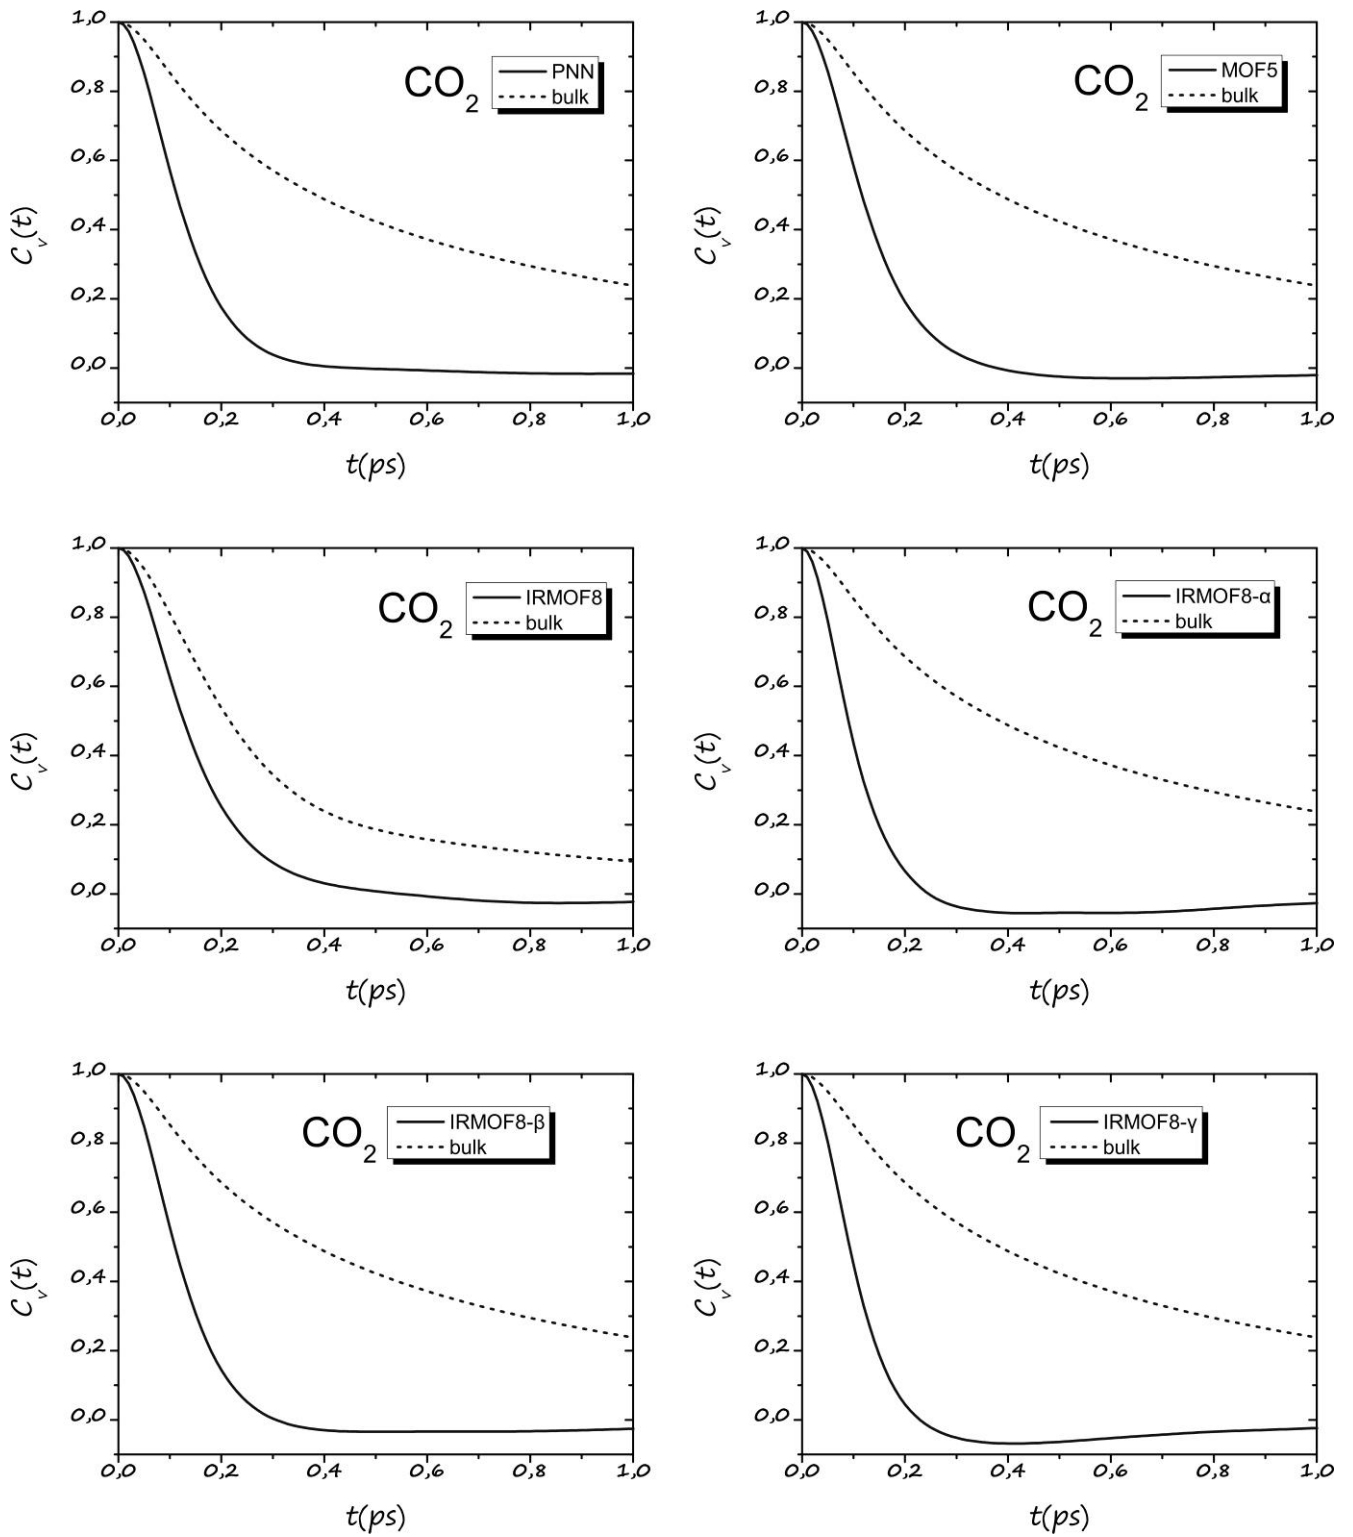 1,0
0,8
0,6
0,4
0,2
0,0
C_v(t)
CO2
PNN
bulk
0,0 0,2 0,4 0,6 0,8 1,0
t(ps)
1,0
0,8
0,6
0,4
0,2
0,0
C_v(t)
CO2
MOF5
bulk
0,0 0,2 0,4 0,6 0,8 1,0
t(ps)
1,0
0,8
0,6
0,4
0,2
0,0
C_v(t)
CO2
IRMOF8
bulk
0,0 0,2 0,4 0,6 0,8 1,0
t(ps)
1,0
0,8
0,6
0,4
0,2
0,0
C_v(t)
CO2
IRMOF8-α
bulk
0,0 0,2 0,4 0,6 0,8 1,0
t(ps)
1,0
0,8
0,6
0,4
0,2
0,0
C_v(t)
CO2
IRMOF8-β
bulk
0,0 0,2 0,4 0,6 0,8 1,0
t(ps)
1,0
0,8
0,6
0,4
0,2
0,0
C_v(t)
CO2
IRMOF8-γ
bulk
0,0 0,2 0,4 0,6 0,8 1,0
t(ps)